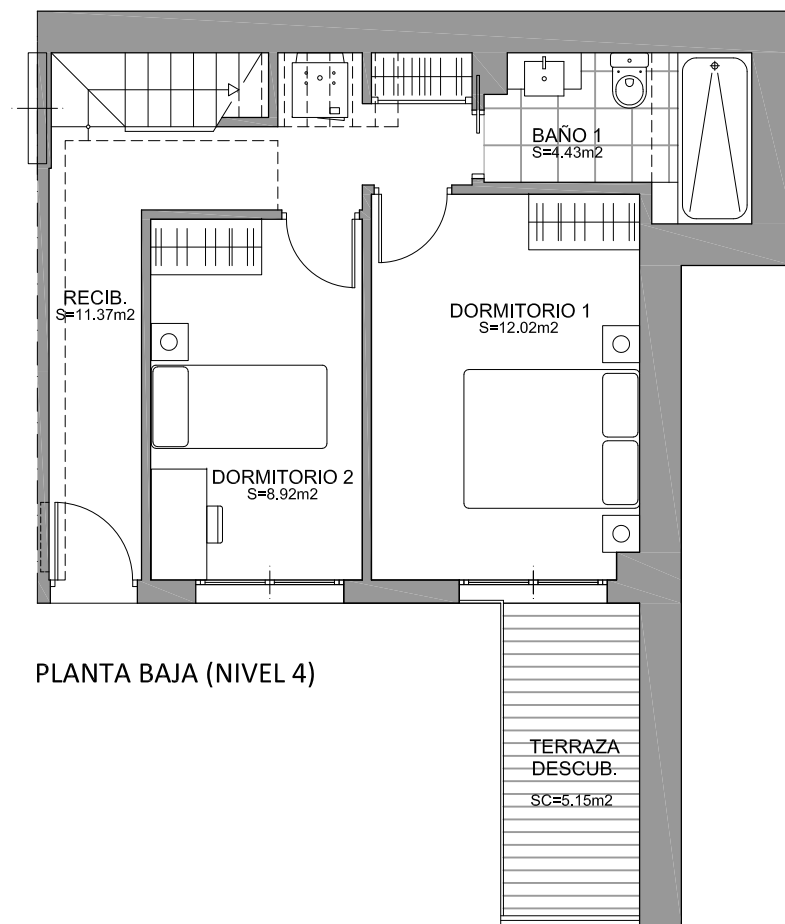 BAÑO 1
S=4.43m2
RECIB.
S=11.37m2
DORMITORIO 1
S=12.02m2
DORMITORIO 2
S=8.92m2
PLANTA BAJA (NIVEL 4)
TERRAZA
DESCUB.
SC=5.15m2